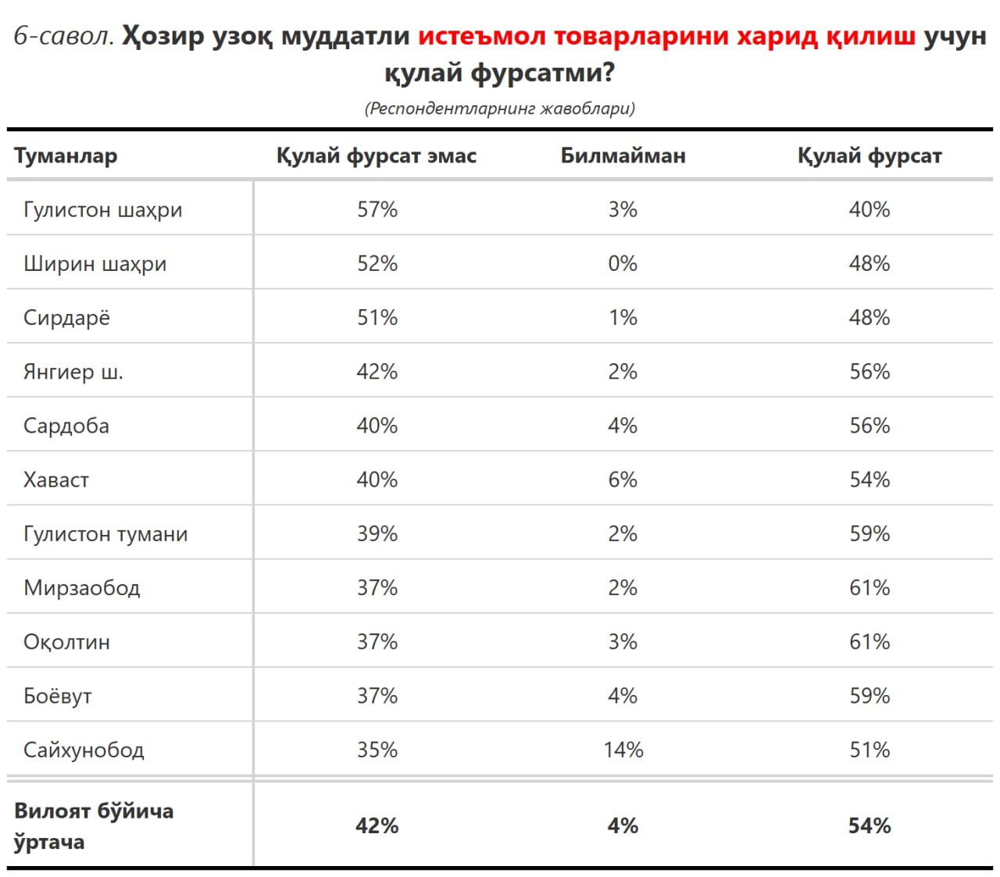 6-савол. Ҳозир узоқ муддатли истеъмол товарларини харид қилиш учун
қулай фурсатми?
(Респондентларнинг жавоблари)
Туманлар Қулай фурсат эмас Билмайман Қулай фурсат
Гулистон шаҳри 57% 3% 40%
Ширин шаҳри 52% 0% 48%
Сирдарё 51% 1% 48%
Янгиер ш. 42% 2% 56%
Сардоба 40% 4% 56%
Хаваст 40% 6% 54%
Гулистон тумани 39% 2% 59%
Мирзаобод 37% 2% 61%
Оқолтин 37% 3% 61%
Боёвут 37% 4% 59%
Сайхунобод 35% 14% 51%
Вилоят бўйича
ўртача 42% 4% 54%